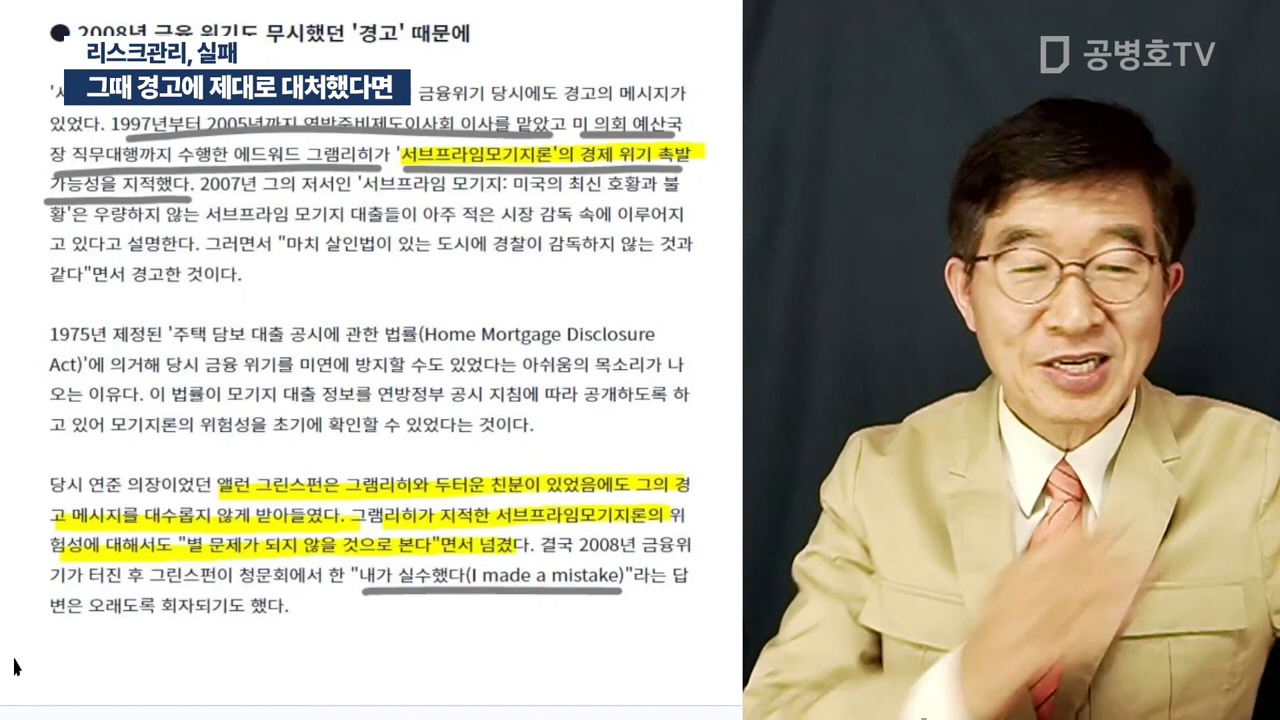 2008년 금융 위기도 무시했던 '경고' 때문에
리스크관리, 실패
그때 경고에 제대로 대처했다면
금융위기 당시에도 경고의 메시지가
있었다. 1997년부터 2005년까지 연방준비제도이사회 이사를 맡았고 미 의회 예산국
장 직무대행까지 수행한 에드워드 그램리히가 '서브프라임모기지론'의 경제 위기 촉발
가능성을 지적했다. 2007년 그의 저서인 '서브프라임 모기지: 미국의 최신 호황과 불
황'은 우량하지 않는 서브프라임 모기지 대출들이 아주 적은 시장 감독 속에 이루어지
고 있다고 설명한다. 그러면서 "마치 살인법이 있는 도시에 경찰이 감독하지 않는 것과
같다"면서 경고한 것이다.
1975년 제정된 '주택 담보 대출 공시에 관한 법률(Home Mortgage Disclosure
Act)'에 의거해 당시 금융 위기를 미연에 방지할 수도 있었다는 아쉬움의 목소리가 나
오는 이유다. 이 법률이 모기지 대출 정보를 연방정부 공시 지침에 따라 공개하도록 하
고 있어 모기지론의 위험성을 초기에 확인할 수 있었다는 것이다.
당시 연준 의장이었던 앨런 그린스펀은 그램리히와 두터운 친분이 있었음에도 그의 경
고 메시지를 대수롭지 않게 받아들였다. 그램리히가 지적한 서브프라임모기지론의 위
험성에 대해서도 "별 문제가 되지 않을 것으로 본다"면서 넘겼다. 결국 2008년 금융위
기가 터진 후 그린스펀이 청문회에서 한 "내가 실수했다(I made a mistake)"라는 답
변은 오래도록 회자되기도 했다.
공병호TV